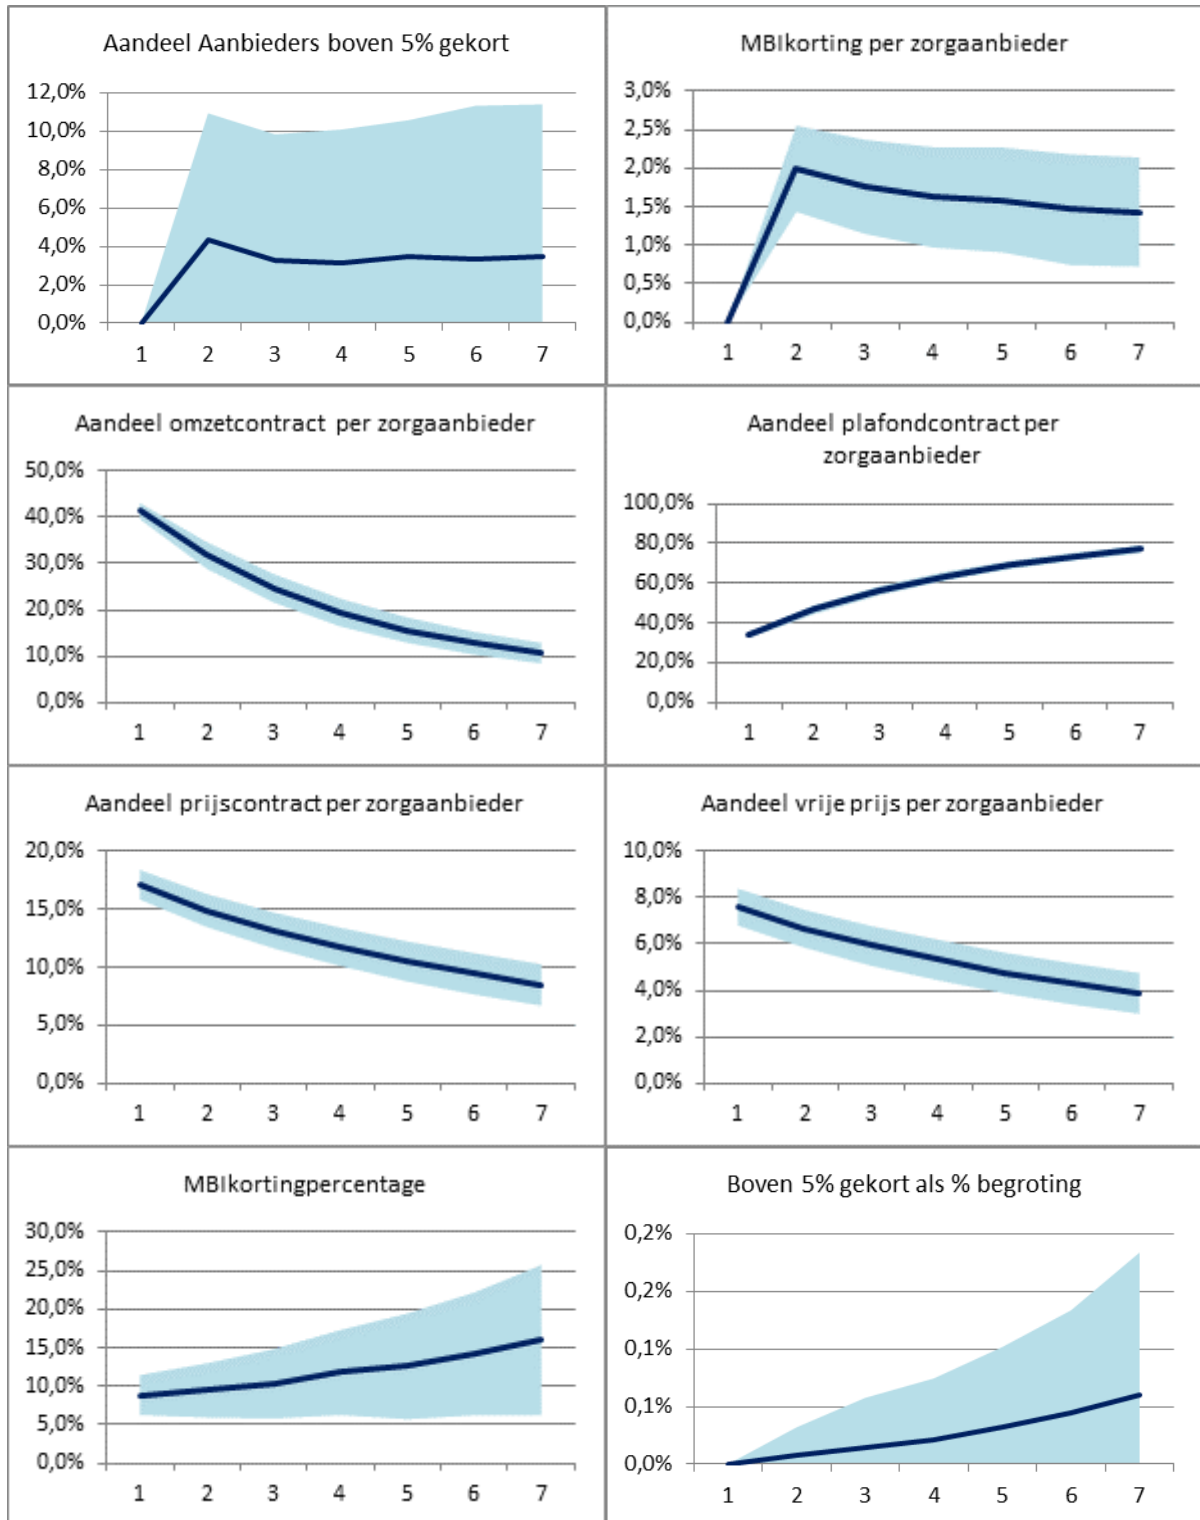 Aandeel Aanbieders boven 5% gekort
12,0%
10,0%
8,0%
6,0%
4,0%
2,0%
0,0%
1 2 3 4 5 6 7
MBIkorting per zorgaanbieder
3,0%
2,5%
2,0%
1,5%
1,0%
0,5%
0,0%
1 2 3 4 5 6 7
Aandeel omzetcontract per zorgaanbieder
50,0%
40,0%
30,0%
20,0%
10,0%
0,0%
1 2 3 4 5 6 7
Aandeel plafondcontract per
zorgaanbieder
100,0%
80,0%
60,0%
40,0%
20,0%
0,0%
1 2 3 4 5 6 7
Aandeel prijscontract per zorgaanbieder
20,0%
15,0%
10,0%
5,0%
0,0%
1 2 3 4 5 6 7
Aandeel vrije prijs per zorgaanbieder
10,0%
8,0%
6,0%
4,0%
2,0%
0,0%
1 2 3 4 5 6 7
MBIkortingpercentage
30,0%
25,0%
20,0%
15,0%
10,0%
5,0%
0,0%
1 2 3 4 5 6 7
Boven 5% gekort als % begroting
0,2%
0,2%
0,1%
0,1%
0,0%
1 2 3 4 5 6 7